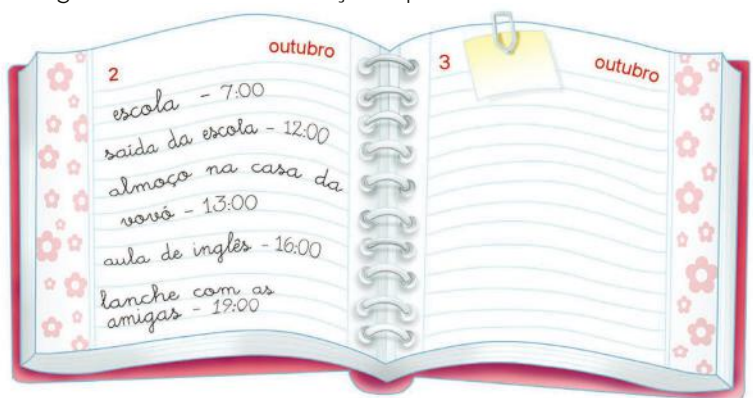 outubro
2
escola - 7:00
saída da escola - 12:00
almoço na casa da
vovó - 13:00
aula de inglês - 16:00
lanche com as
amigas - 19:00
3
outubro